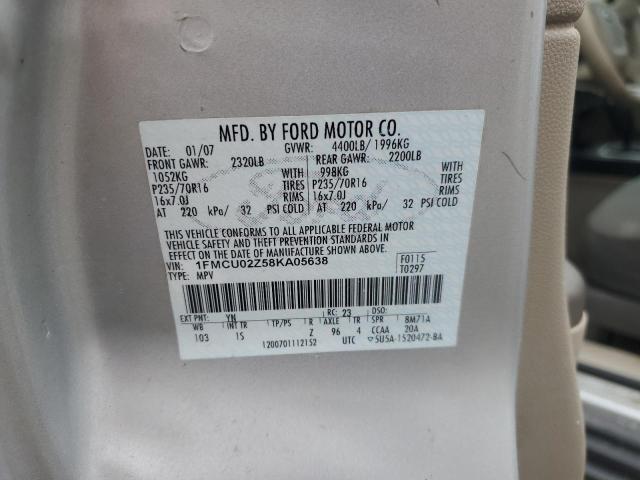 MFD. BY FORD MOTOR CO.
DATE: 01/07 GVWR: 4400LB/ 1996KG
FRONT GAWR: 2320LB REAR GAWR: 2200LB
1052KG WITH 998KG WITH
P235/70R16 TIRES P235/70R16 TIRES
16x7.0J RIMS 16x7.0J RIMS
AT 220 kPa/ 32 PSI COLD AT 220 kPa/ 32 PSI COLD
THIS VEHICLE CONFORMS TO ALL APPLICABLE FEDERAL MOTOR
VEHICLE SAFETY AND THEFT PREVENTION STANDARDS IN
EFFECT ON THE DATE OF MANUFACTURE SHOWN ABOVE.
VIN: 1FMCU02Z58KA05638 F0115
TYPE: MPV T0297
EXT PNT: YN RC: 23 DSO:
WB INT TR TP/PS R AXLE TR SPR 8M71A
103 1S Z 96 4 CCAA 20A
1200701112152 UTC 5U5A-1520472-BA